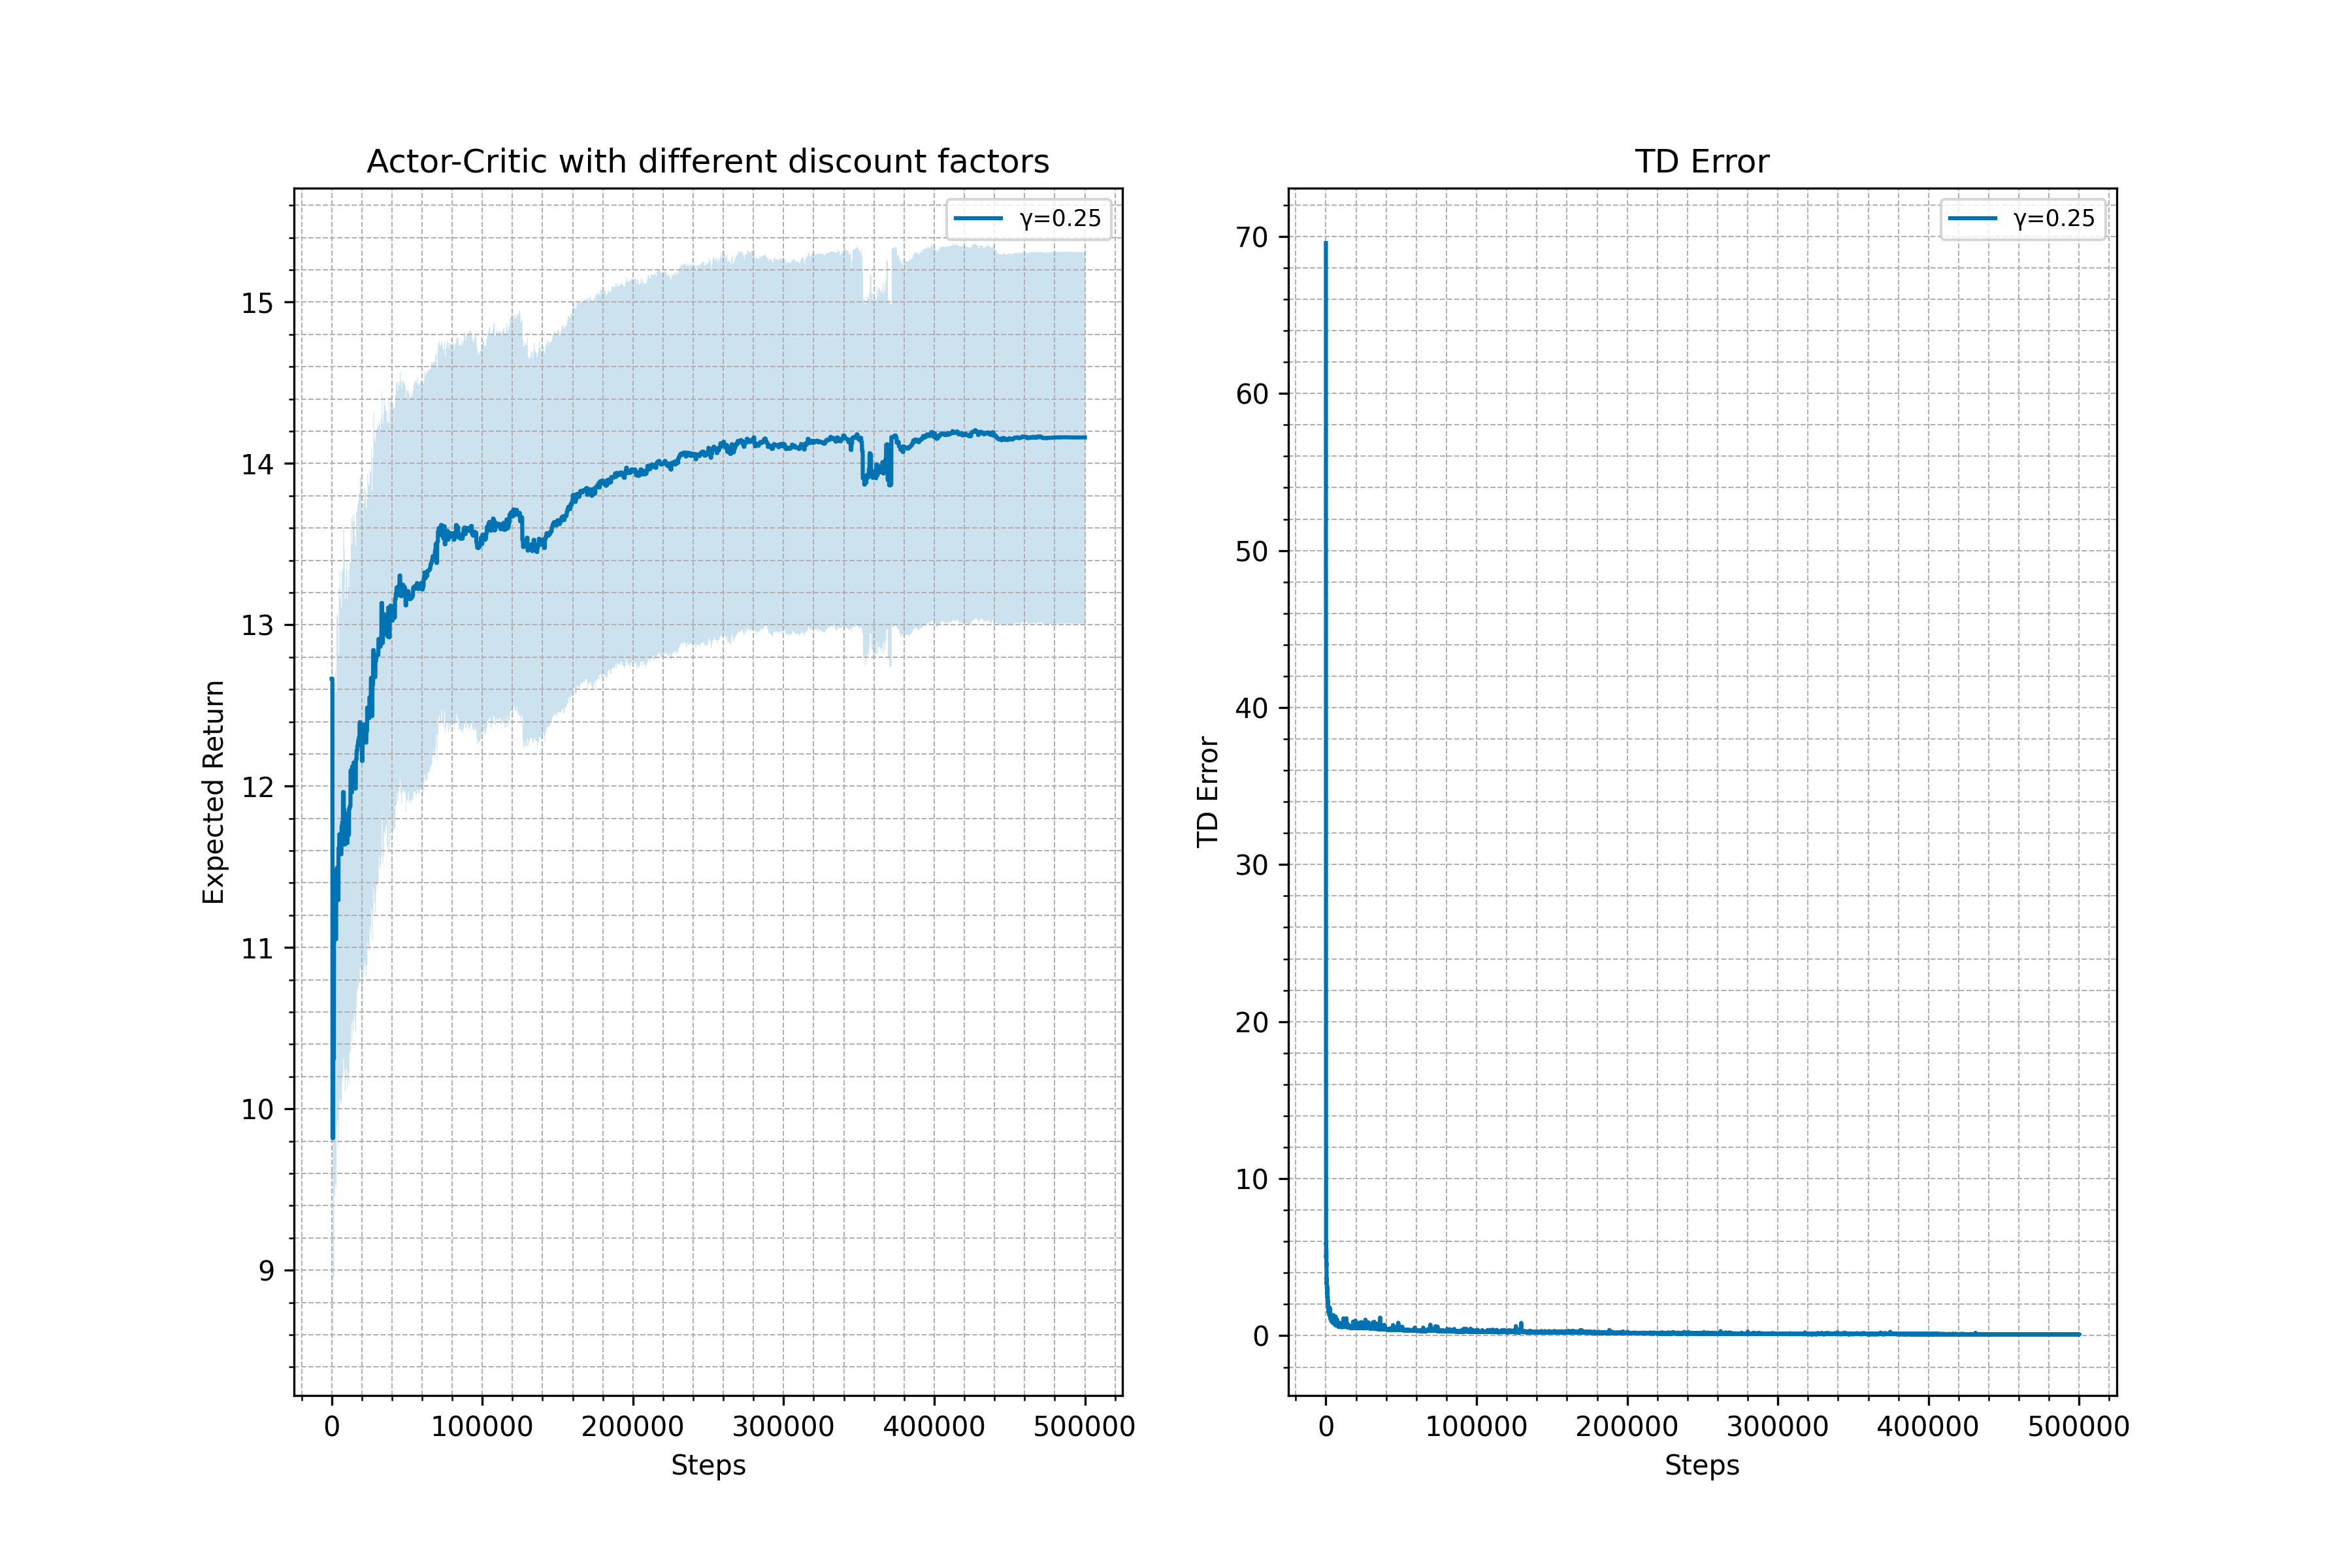 Actor-Critic with different discount factors
γ=0.25
15
14
13
12
11
10
9
Expected Return
0 100000 200000 300000 400000 500000
Steps
TD Error
γ=0.25
70
60
50
40
30
20
10
0
TD Error
0 100000 200000 300000 400000 500000
Steps